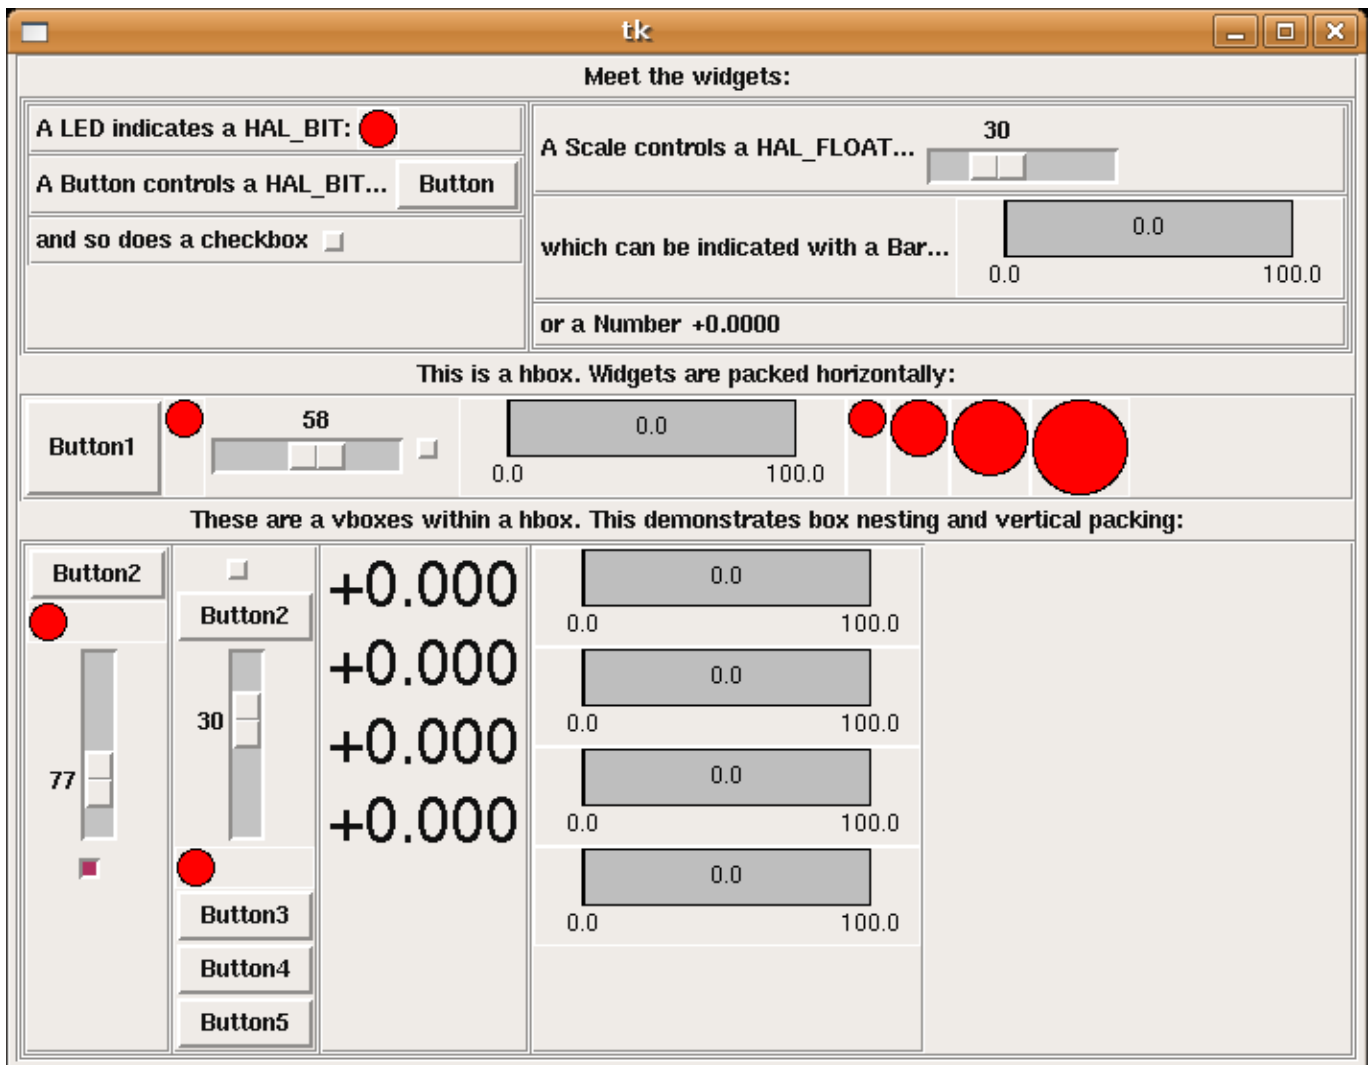 tk
Meet the widgets:
A LED indicates a HAL_BIT:
A Button controls a HAL_BIT... Button
and so does a checkbox
30
A Scale controls a HAL_FLOAT...
0.0
which can be indicated with a Bar...
0.0 100.0
or a Number +0.0000
This is a hbox. Widgets are packed horizontally:
Button1
58
0.0
0.0 100.0
These are a vboxes within a hbox. This demonstrates box nesting and vertical packing:
Button2
77
Button2
30
Button3
Button4
Button5
+0.000
+0.000
+0.000
+0.000
0.0
0.0 100.0
0.0
0.0 100.0
0.0
0.0 100.0
0.0
0.0 100.0